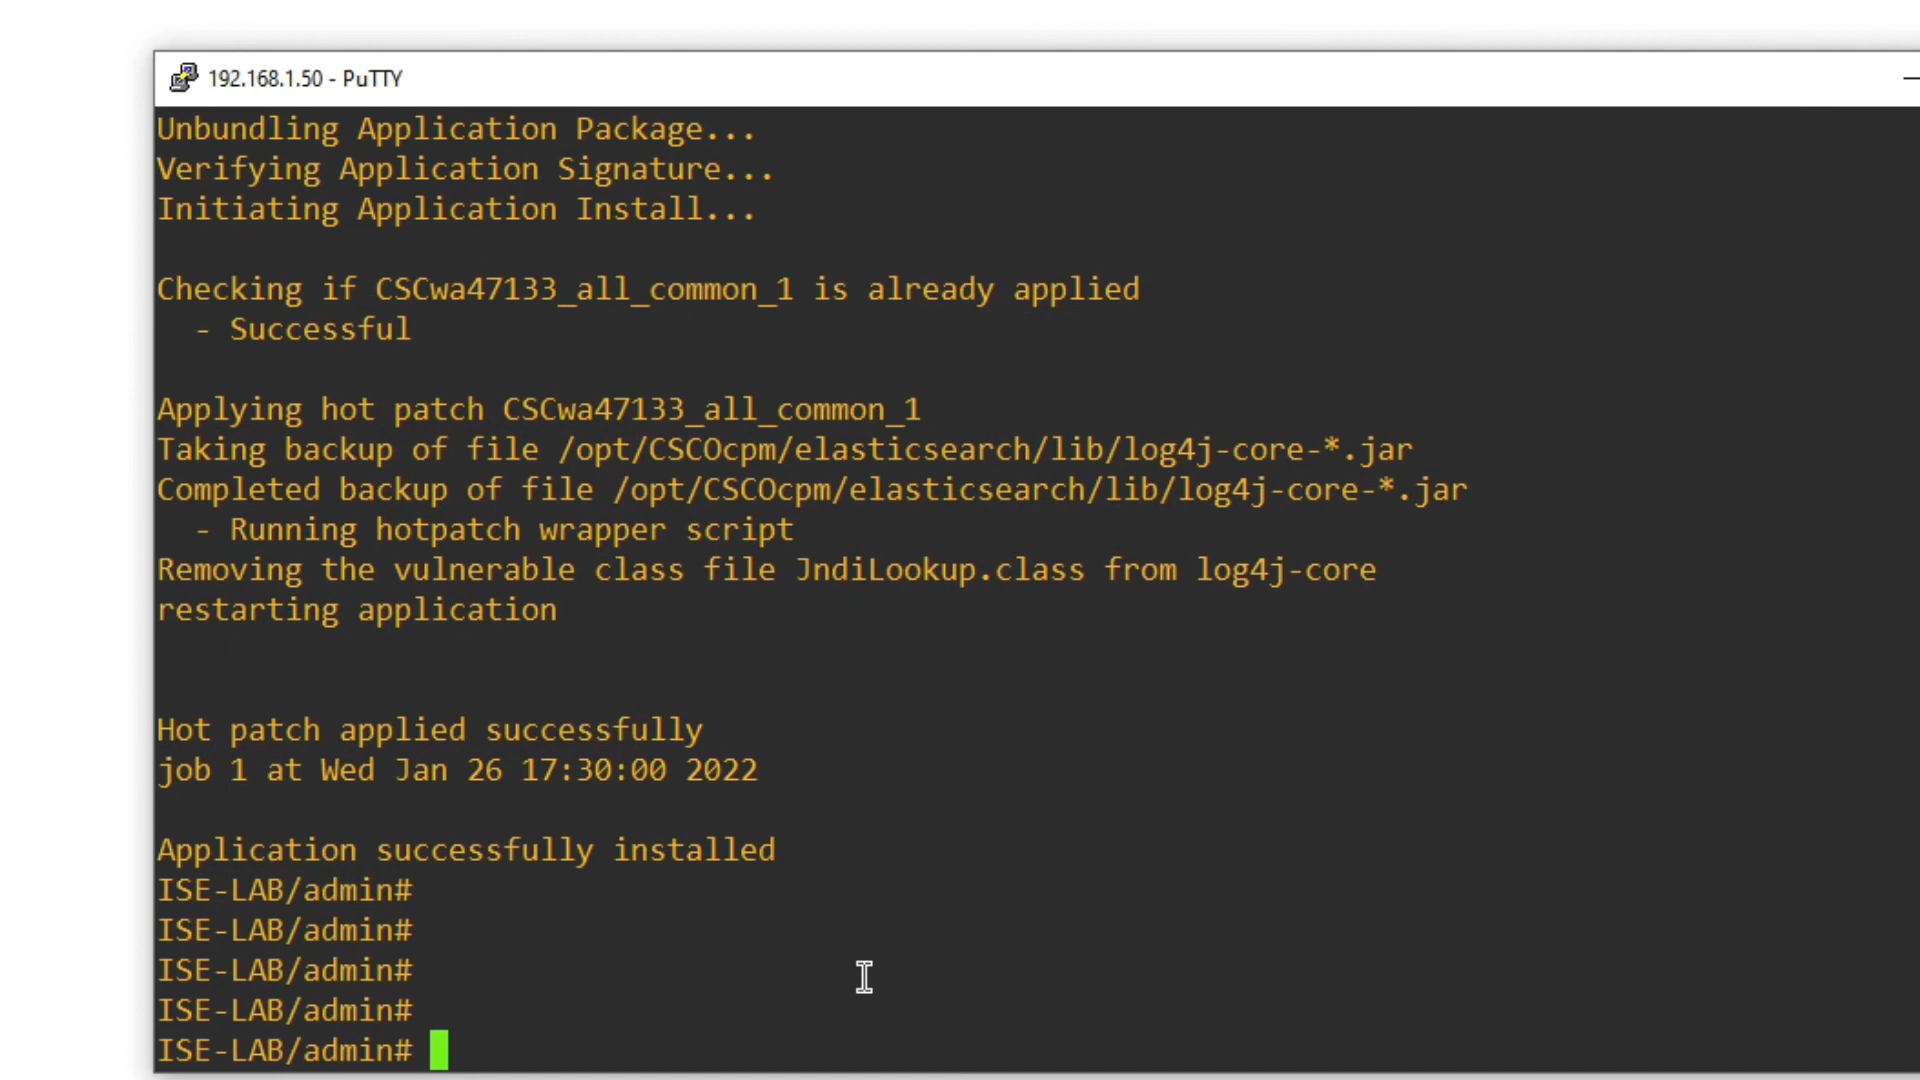 192.168.1.50 - PuTTY
Unbundling Application Package...
Verifying Application Signature...
Initiating Application Install...
Checking if CSCwa47133_all_common_1 is already applied
- Successful
Applying hot patch CSCwa47133_all_common_1
Taking backup of file /opt/CSCOcpm/elasticsearch/lib/log4j-core-*.jar
Completed backup of file /opt/CSCOcpm/elasticsearch/lib/log4j-core-*.jar
- Running hotpatch wrapper script
Removing the vulnerable class file JndiLookup.class from log4j-core
restarting application
Hot patch applied successfully
job 1 at Wed Jan 26 17:30:00 2022
Application successfully installed
ISE-LAB/admin#
ISE-LAB/admin#
ISE-LAB/admin#
ISE-LAB/admin#
ISE-LAB/admin#